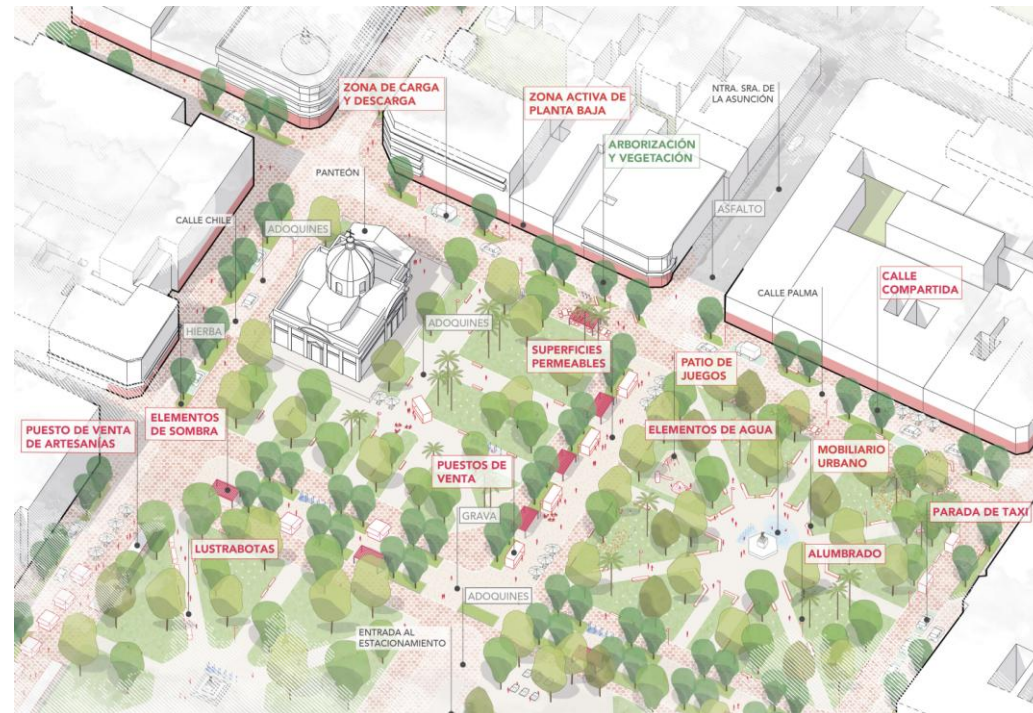 ZONA DE CARGA
Y DESCARGA
ZONA ACTIVA DE
PLANTA BAJA
NTRA. SRA. DE
LA ASUNCIÓN
ARBORIZACIÓN
Y VEGETACIÓN
PANTEÓN
ASFALTO
CALLE CHILE
ADOQUINES
CALLE
COMPARTIDA
CALLE PALMA
HIERBA
ADOQUINES
SUPERFICIES
PERMEABLES
PATIO DE
JUEGOS
PUESTO DE VENTA
DE ARTESANÍAS
ELEMENTOS
DE SOMBRA
ELEMENTOS DE AGUA
MOBILIARIO
URBANO
PUESTOS DE
VENTA
GRAVA
PARADA DE TAXI
LUSTRABOTAS
ALUMBRADO
ADOQUINES
ENTRADA AL
ESTACIONAMIENTO